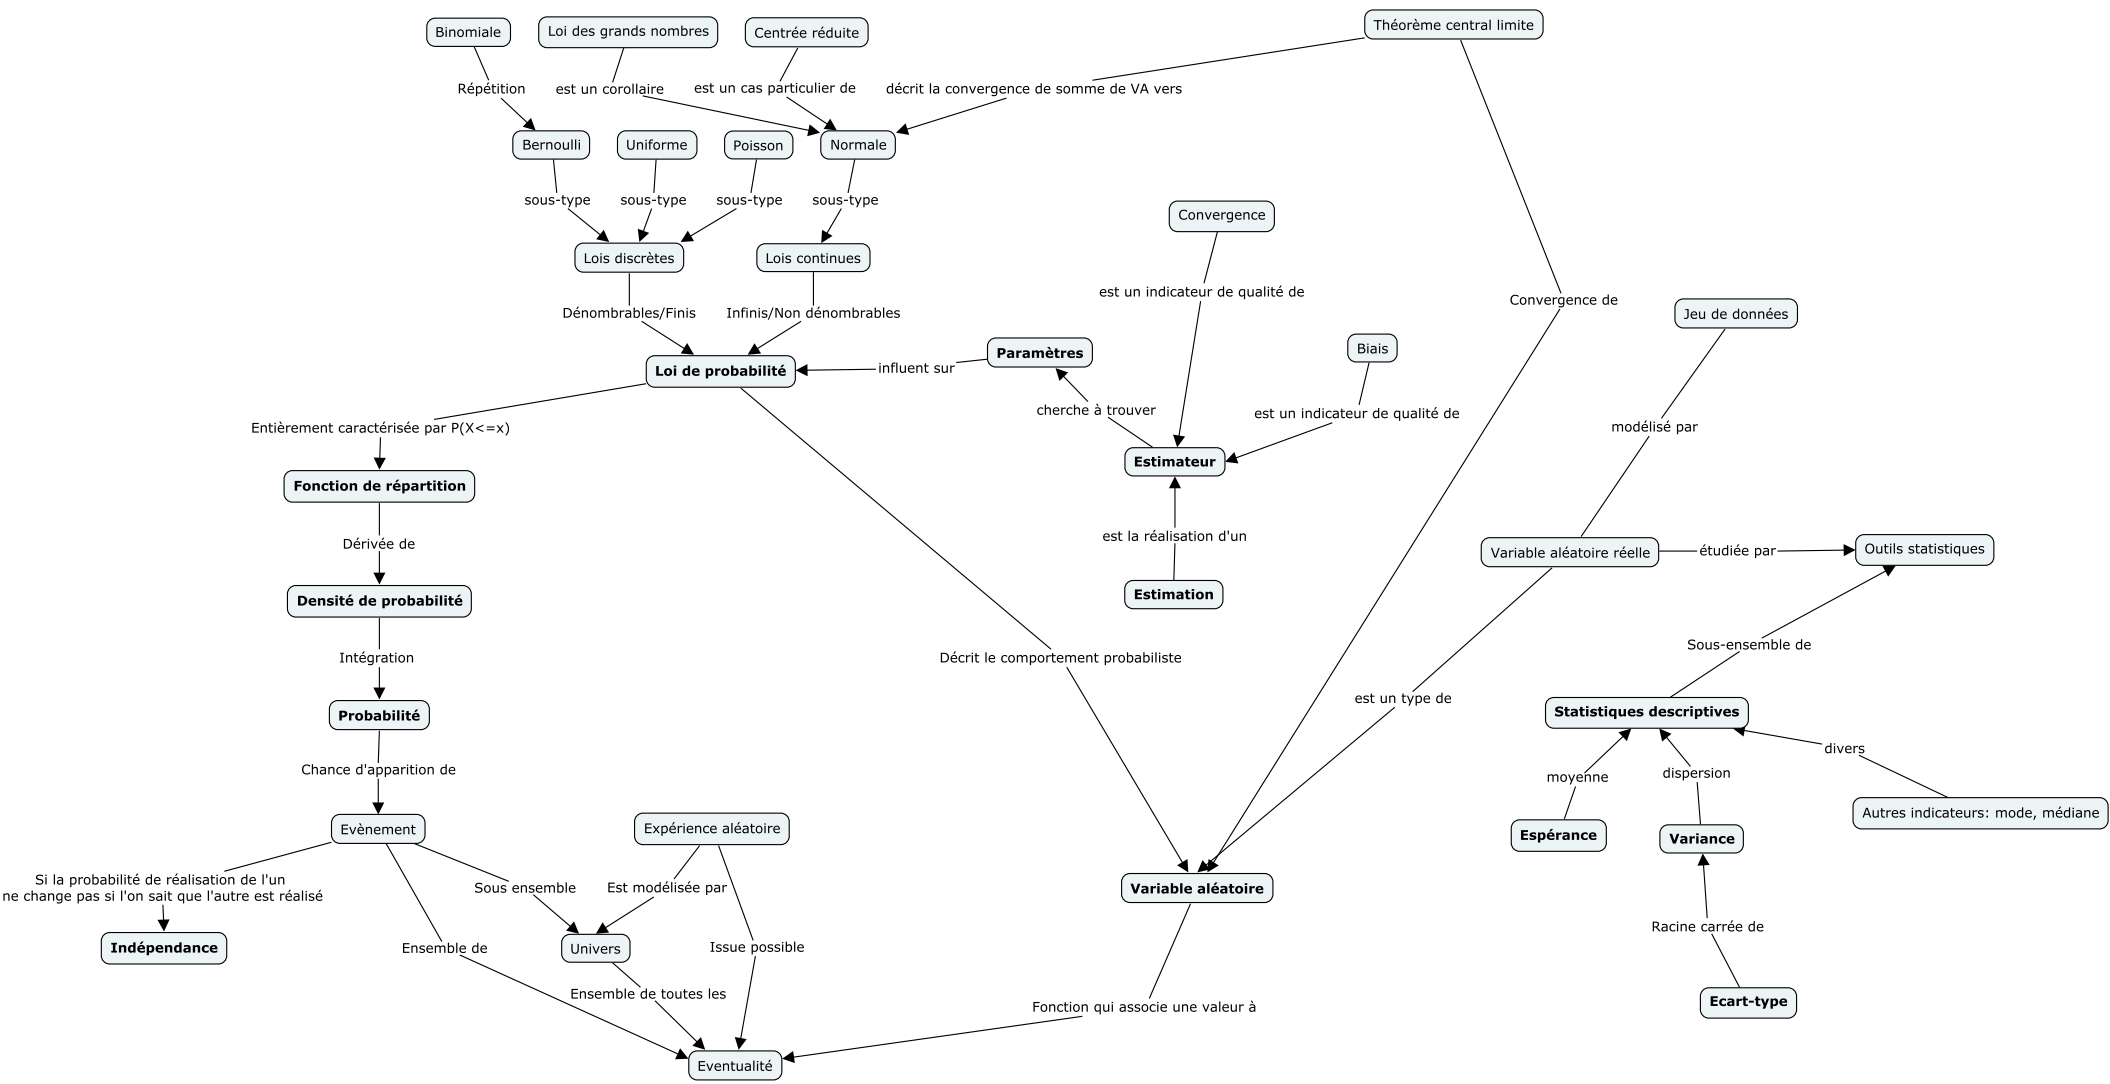 Binomiale
Loi des grands nombres
Centrée réduite
Théorème central limite
Répétition
est un corollaire
est un cas particulier de
décrit la convergence de somme de VA vers
Bernoulli
Uniforme
Poisson
Normale
sous-type
sous-type
sous-type
sous-type
Convergence
Lois discrètes
Lois continues
est un indicateur de qualité de
Convergence de
Dénombrables/Finis
Infinis/Non dénombrables
Jeu de données
Paramètres
Biais
Loi de probabilité
influent sur
cherche à trouver
est un indicateur de qualité de
Entièrement caractérisée par P(X<=x)
modélisé par
Estimateur
Fonction de répartition
est la réalisation d'un
Dérivée de
Variable aléatoire réelle
étudiée par
Outils statistiques
Densité de probabilité
Estimation
Intégration
Décrit le comportement probabiliste
Sous-ensemble de
est un type de
Probabilité
Statistiques descriptives
divers
Chance d'apparition de
moyenne
dispersion
Autres indicateurs: mode, médiane
Evènement
Expérience aléatoire
Espérance
Variance
Si la probabilité de réalisation de l'un
ne change pas si l'on sait que l'autre est réalisé
Sous ensemble
Est modélisée par
Variable aléatoire
Racine carrée de
Indépendance
Ensemble de
Univers
Issue possible
Ensemble de toutes les
Fonction qui associe une valeur à
Ecart-type
Eventualité